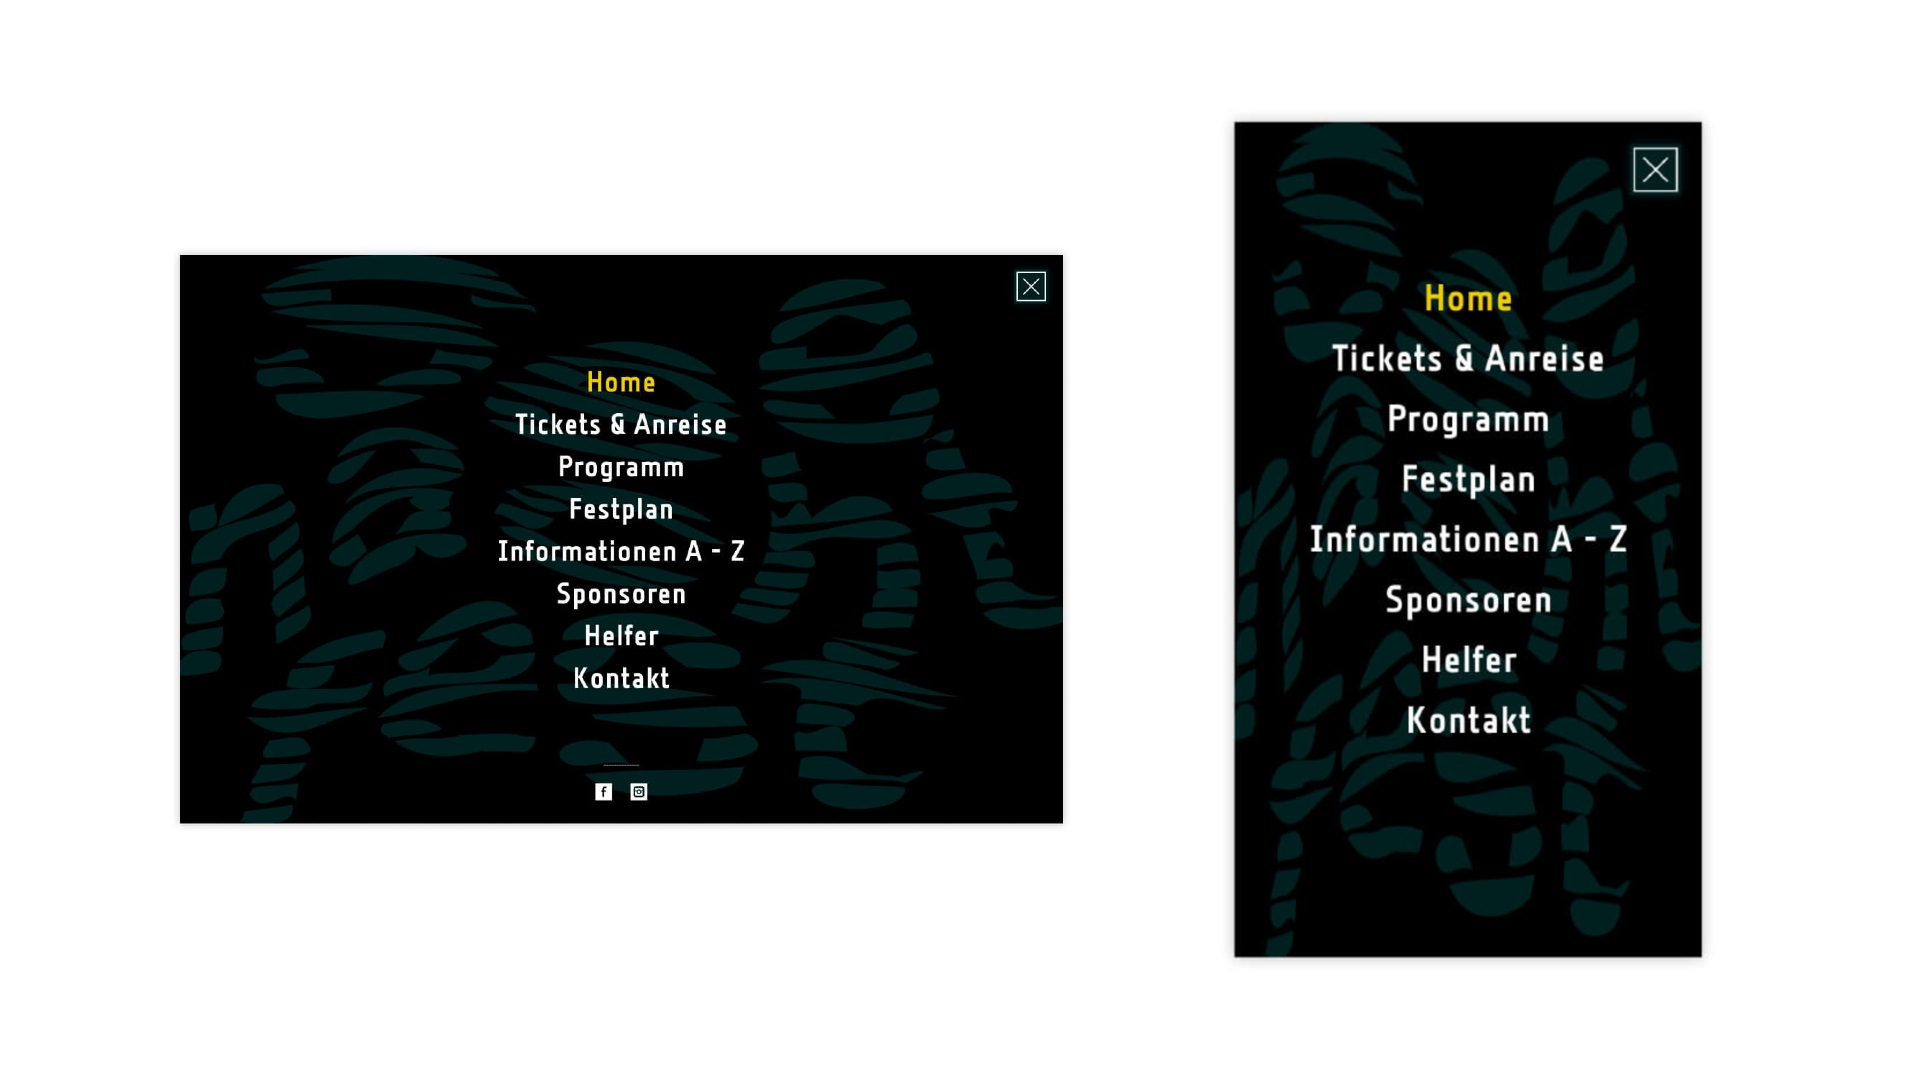 Home
Tickets & Anreise
Programm
Festplan
Informationen A - Z
Sponsoren
Helfer
Kontakt
Home
Tickets & Anreise
Programm
Festplan
Informationen A - Z
Sponsoren
Helfer
Kontakt